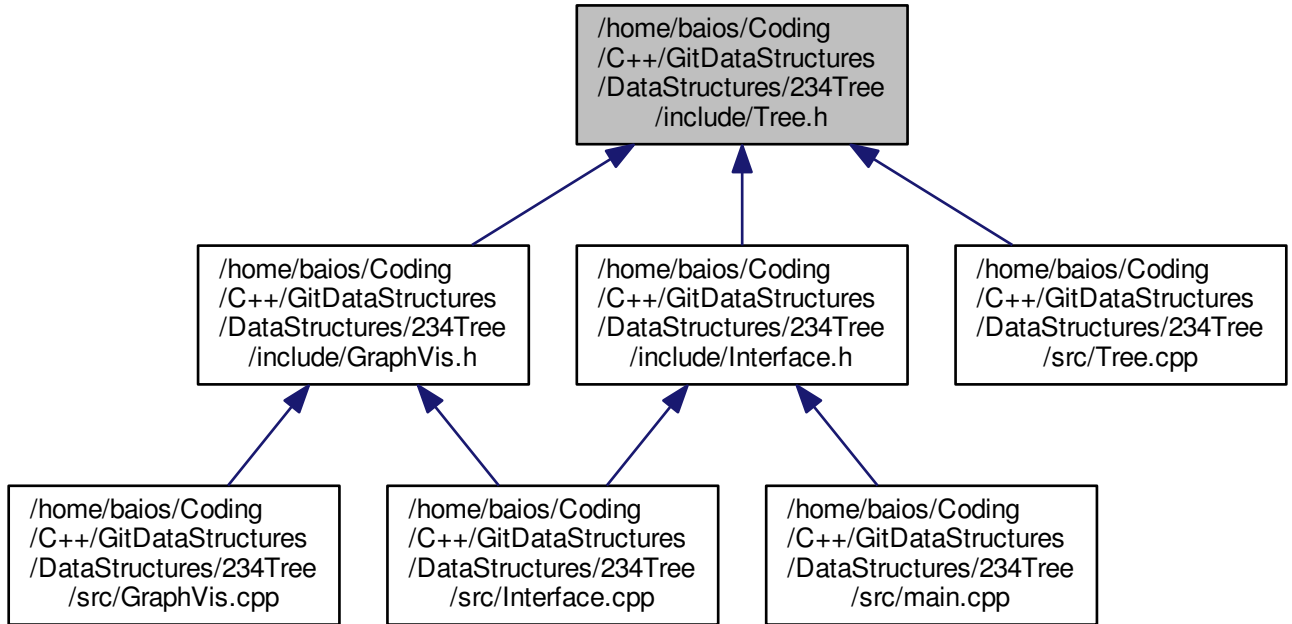 /home/baios/Coding
/C++/GitDataStructures
/DataStructures/234Tree
/include/Tree.h
/home/baios/Coding
/C++/GitDataStructures
/DataStructures/234Tree
/include/GraphVis.h
/home/baios/Coding
/C++/GitDataStructures
/DataStructures/234Tree
/include/Interface.h
/home/baios/Coding
/C++/GitDataStructures
/DataStructures/234Tree
/src/Tree.cpp
/home/baios/Coding
/C++/GitDataStructures
/DataStructures/234Tree
/src/GraphVis.cpp
/home/baios/Coding
/C++/GitDataStructures
/DataStructures/234Tree
/src/Interface.cpp
/home/baios/Coding
/C++/GitDataStructures
/DataStructures/234Tree
/src/main.cpp